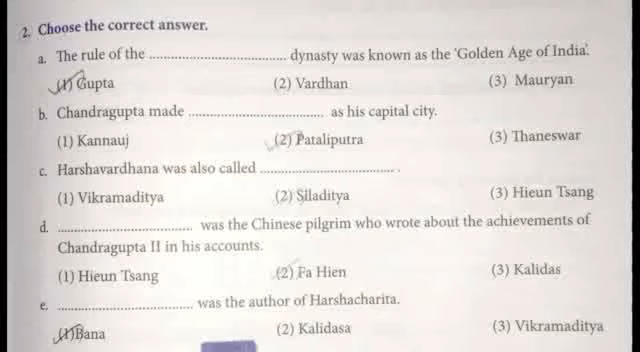 2. Choose the correct answer.
a. The rule of the ................................... dynasty was known as the 'Golden Age of India'.
(1) Gupta (2) Vardhan (3) Mauryan
b. Chandragupta made ................................... as his capital city.
(1) Kannauj (2) Pataliputra (3) Thaneswar
c. Harshavardhana was also called ................................... .
(1) Vikramaditya (2) Siladitya (3) Hieun Tsang
d. ................................... was the Chinese pilgrim who wrote about the achievements of
Chandragupta II in his accounts.
(1) Hieun Tsang (2) Fa Hien (3) Kalidas
e. ................................... was the author of Harshacharita.
(1) Bana (2) Kalidasa (3) Vikramaditya